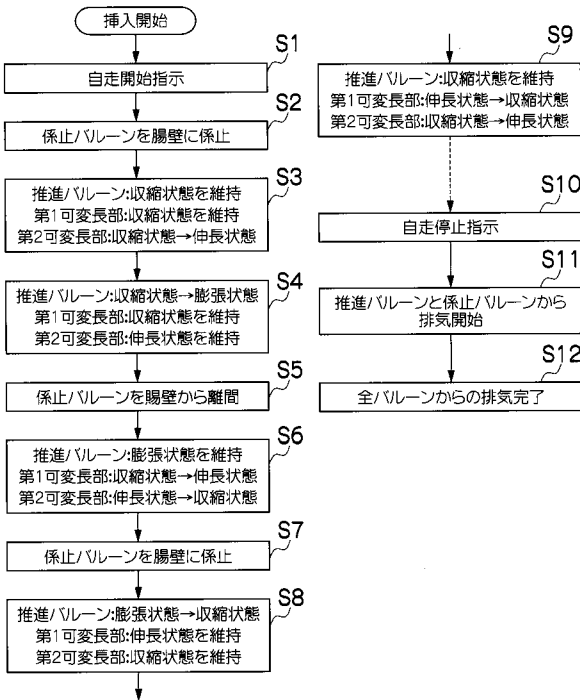 挿入開始
S1
自走開始指示
S2
係止バルーンを腸壁に係止
S3
推進バルーン:収縮状態を維持
第1可変長部:収縮状態を維持
第2可変長部:収縮状態→伸長状態
S4
推進バルーン:収縮状態→膨張状態
第1可変長部:収縮状態を維持
第2可変長部:伸長状態を維持
S5
係止バルーンを腸壁から離間
S6
推進バルーン:膨張状態を維持
第1可変長部:収縮状態→伸長状態
第2可変長部:伸長状態→収縮状態
S7
係止バルーンを腸壁に係止
S8
推進バルーン:膨張状態→収縮状態
第1可変長部:伸長状態を維持
第2可変長部:収縮状態を維持
S9
推進バルーン:収縮状態を維持
第1可変長部:伸長状態→収縮状態
第2可変長部:収縮状態→伸長状態
S10
自走停止指示
S11
推進バルーンと係止バルーンから
排気開始
S12
全バルーンからの排気完了